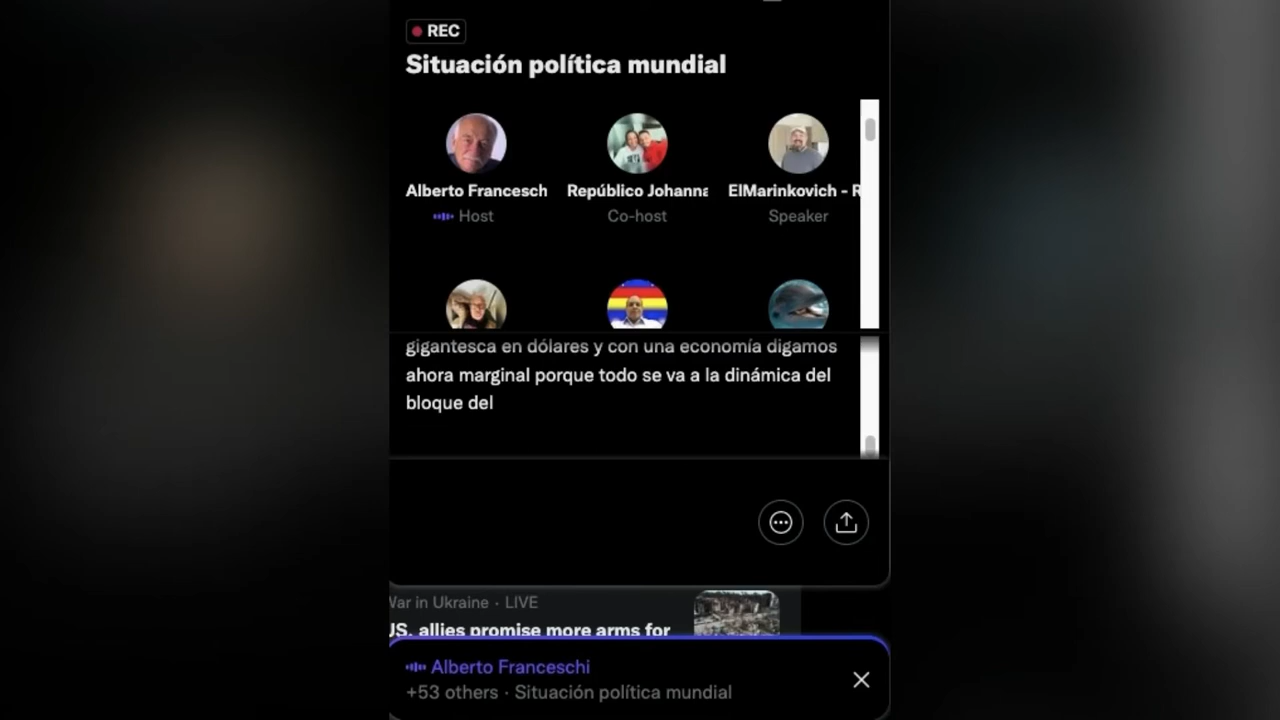 REC
Situación política mundial
Alberto Francesch
Repúblico Johanna
ElMarinkovich - R
Host
Co-host
Speaker
gigantesca en dólares y con una economía digamos
ahora marginal porque todo se va a la dinámica del
bloque del
War in Ukraine · LIVE
US, allies promise more arms for
Alberto Franceschi
+53 others · Situación política mundial